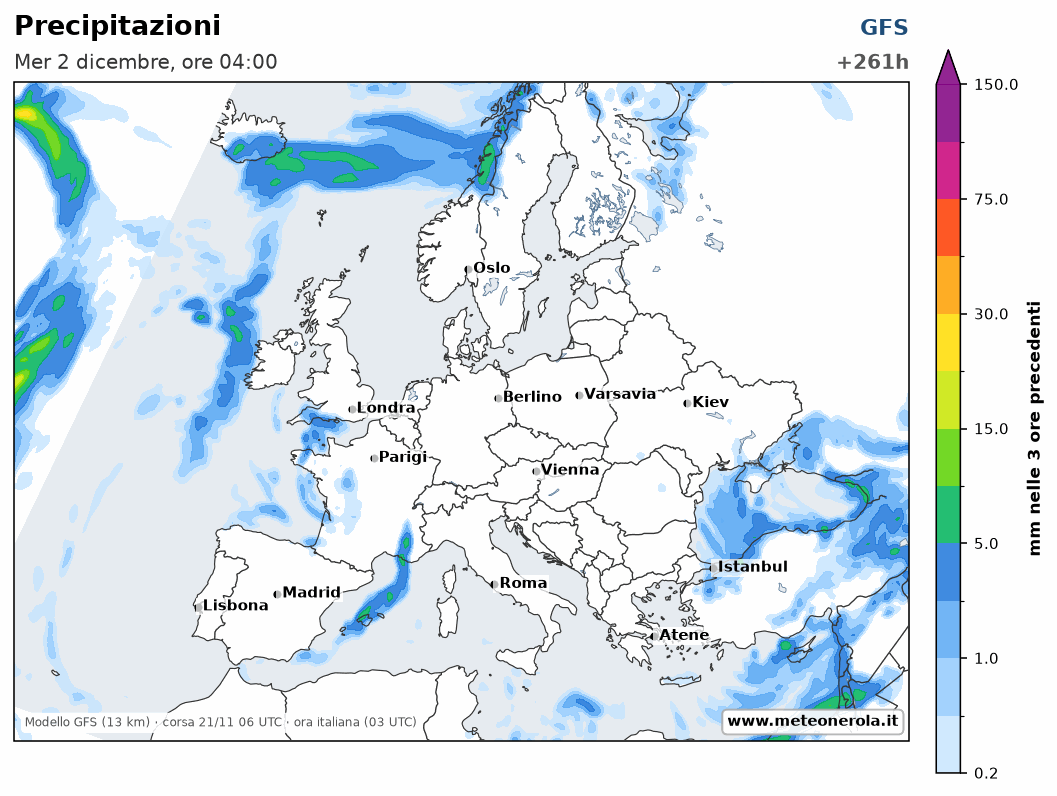 Precipitazioni
GFS
Mer 2 dicembre, ore 04:00
+261h
150.0
75.0
30.0
15.0
5.0
1.0
0.2
mm nelle 3 ore precedenti
Oslo
Berlino
Varsavia
Kiev
Londra
Parigi
Vienna
Istanbul
Roma
Madrid
Lisbona
Atene
Modello GFS (13 km) · corsa 21/11 06 UTC · ora italiana (03 UTC)
www.meteonerola.it